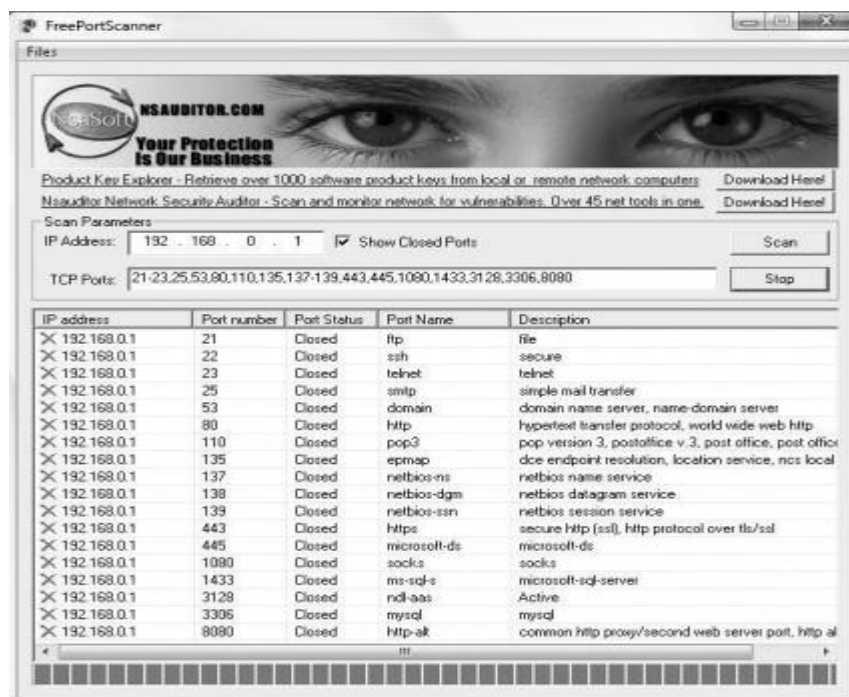 FreePortScanner
Files
NsaSoft
NSAUDITOR.COM
Your Protection
Is Our Business
Product Key Explorer - Retrieve over 1000 software product keys from local or remote network computers Download Here!
Nsauditor Network Security Auditor - Scan and monitor network for vulnerabilities. Over 45 net tools in one. Download Here!
Scan Parameters
IP Address: 192 . 168 . 0 . 1 Show Closed Ports Scan
TCP Ports: 21-23,25,53,80,110,135,137-139,443,445,1080,1433,3128,3306,8080 Stop
IP address Port number Port Status Port Name Description
192.168.0.1 21 Closed ftp file
192.168.0.1 22 Closed ssh secure
192.168.0.1 23 Closed telnet telnet
192.168.0.1 25 Closed smtp simple mail transfer
192.168.0.1 53 Closed domain domain name server, name-domain server
192.168.0.1 80 Closed http hypertext transfer protocol, world wide web http
192.168.0.1 110 Closed pop3 pop version 3, postoffice v.3, post office, post office
192.168.0.1 135 Closed epmap dce endpoint resolution, location service, ncs local
192.168.0.1 137 Closed netbios-ns netbios name service
192.168.0.1 138 Closed netbios-dgm netbios datagram service
192.168.0.1 139 Closed netbios-ssn netbios session service
192.168.0.1 443 Closed https secure http (ssl), http protocol over tls/ssl
192.168.0.1 445 Closed microsoft-ds microsoft-ds
192.168.0.1 1080 Closed socks socks
192.168.0.1 1433 Closed ms-sql-s microsoft-sql-server
192.168.0.1 3128 Closed ndl-aas Active
192.168.0.1 3306 Closed mysql mysql
192.168.0.1 8080 Closed http-alt common http proxy/second web server port, http al